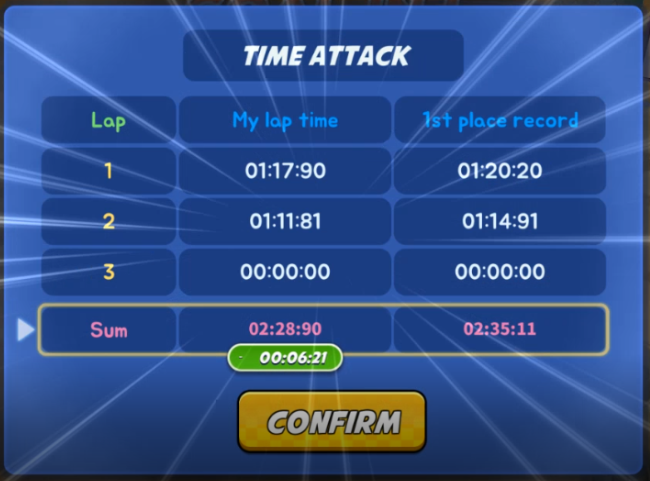 TIME ATTACK
Lap My lap time 1st place record
1 01:17:90 01:20:20
2 01:11:81 01:14:91
3 00:00:00 00:00:00
Sum 02:28:90 02:35:11
- 00:06:21
CONFIRM